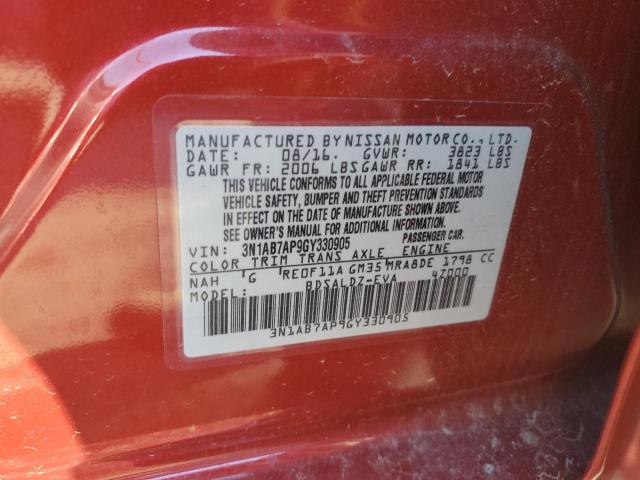 MANUFACTURED BY NISSAN MOTOR CO., LTD.
DATE: 08/16. GVWR: 3823 LBS
GAWR FR: 2006 LBS GAWR RR: 1841 LBS
THIS VEHICLE CONFORMS TO ALL APPLICABLE FEDERAL MOTOR
VEHICLE SAFETY, BUMPER AND THEFT PREVENTION STANDARDS
IN EFFECT ON THE DATE OF MANUFACTURE SHOWN ABOVE.
SEE OWNER'S MANUAL FOR ADDITIONAL INFORMATION.
VIN: 3N1AB7AP9GY330905 PASSENGER CAR.
COLOR TRIM TRANS AXLE ENGINE
NAH G RE0F11A GM35 MRA8DE 1798 CC
MODEL: BDSALDZ-EVA 4Z000
3N1AB7AP9GY330905